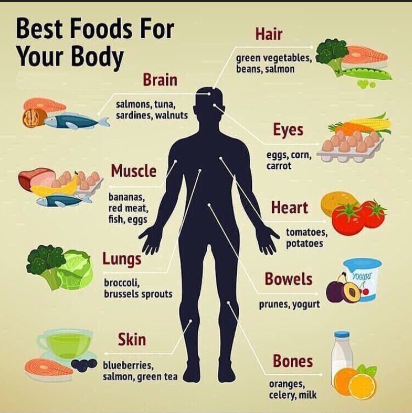 Best Foods For
Your Body
Hair
green vegetables,
beans, salmon
Brain
salmons, tuna,
sardines, walnuts
Eyes
eggs, corn,
carrot
Muscle
bananas,
red meat,
fish, eggs
Heart
tomatoes,
potatoes
Lungs
broccoli,
brussels sprouts
Bowels
prunes, yogurt
YOGURT
Skin
blueberries,
salmon, green tea
Bones
oranges,
celery, milk